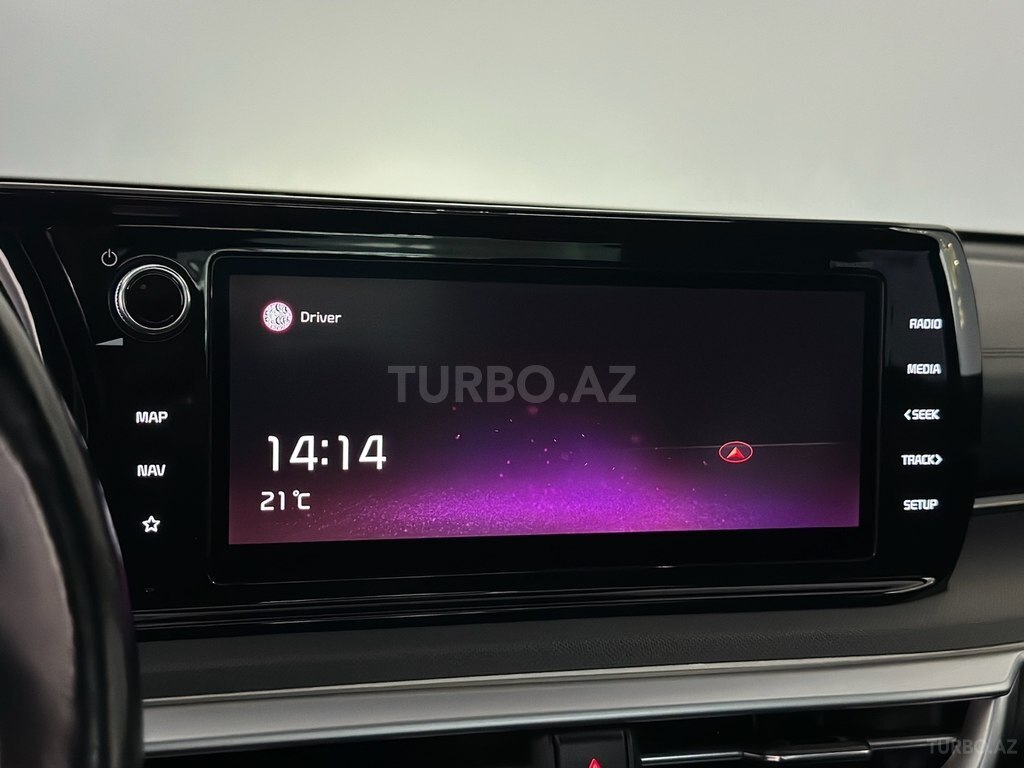 Driver
TURBO.AZ
14:14
21°C
MAP
NAV
RADIO
MEDIA
<SEEK
TRACK>
SETUP
TURBO.AZ